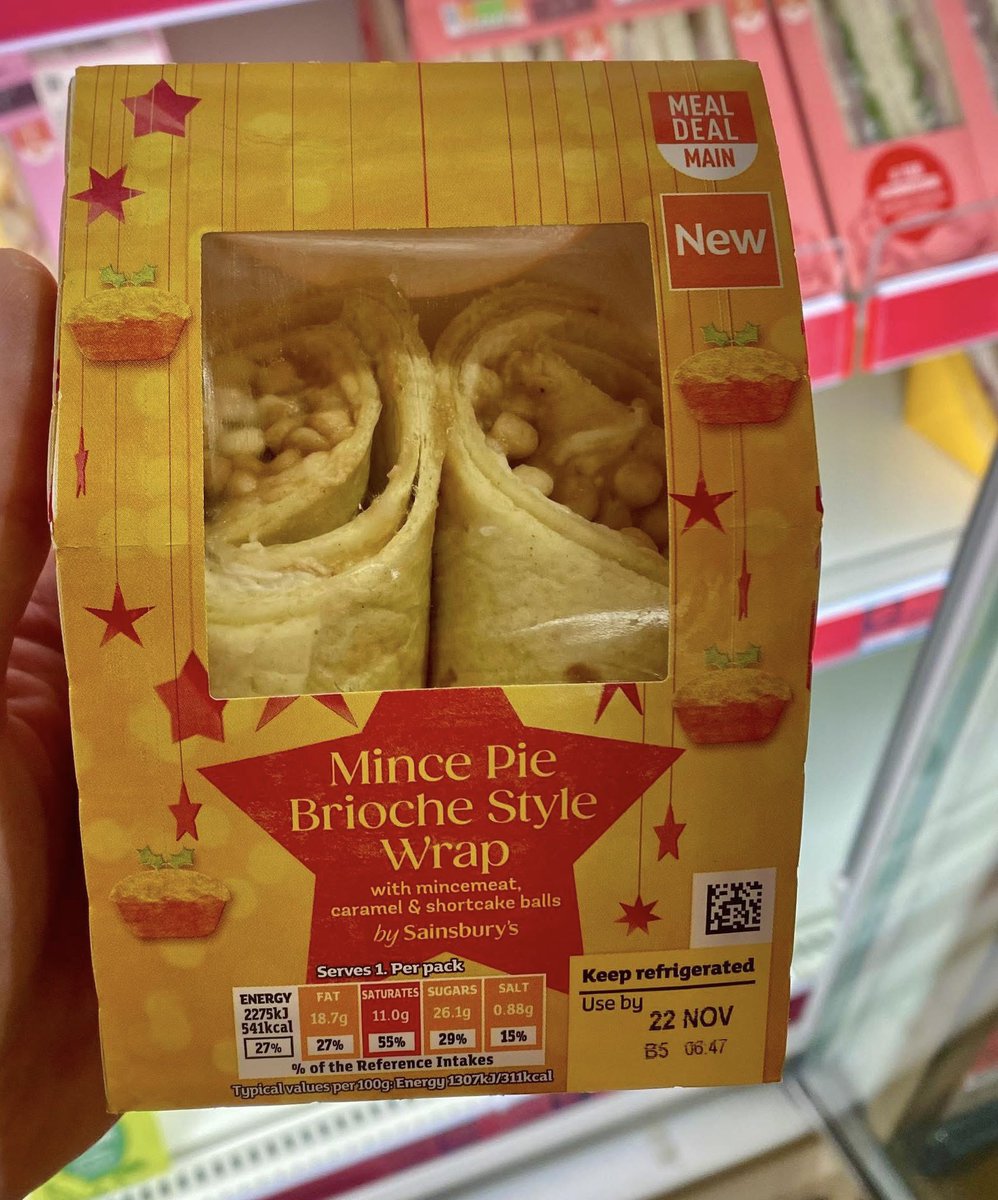 MEAL
DEAL
MAIN
New
Mince Pie
Brioche Style
Wrap
with mincemeat,
caramel & shortcake balls
by Sainsbury's
Serves 1. Per pack
ENERGY
2275kJ
541kcal
27%
FAT
18.7g
27%
SATURATES
11.0g
55%
SUGARS
26.1g
29%
SALT
0.88g
15%
% of the Reference Intakes
Typical values per 100g: Energy 1307kJ/311kcal
Keep refrigerated
Use by
22 NOV
B5 06:47